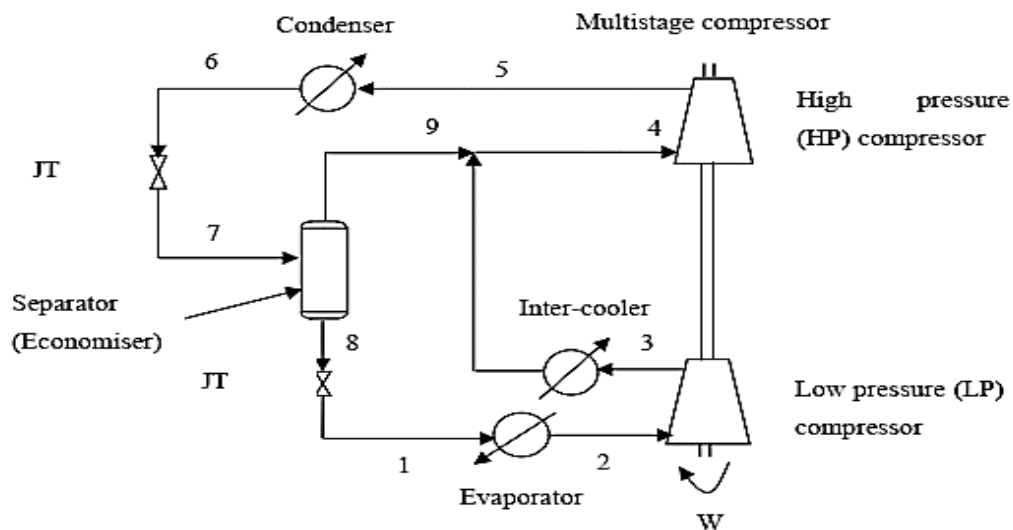 Condenser
Multistage compressor
6
5
High pressure
(HP) compressor
9
4
JT
7
Separator
(Economiser)
Inter-cooler
8
3
JT
Low pressure (LP)
compressor
1
2
Evaporator
W